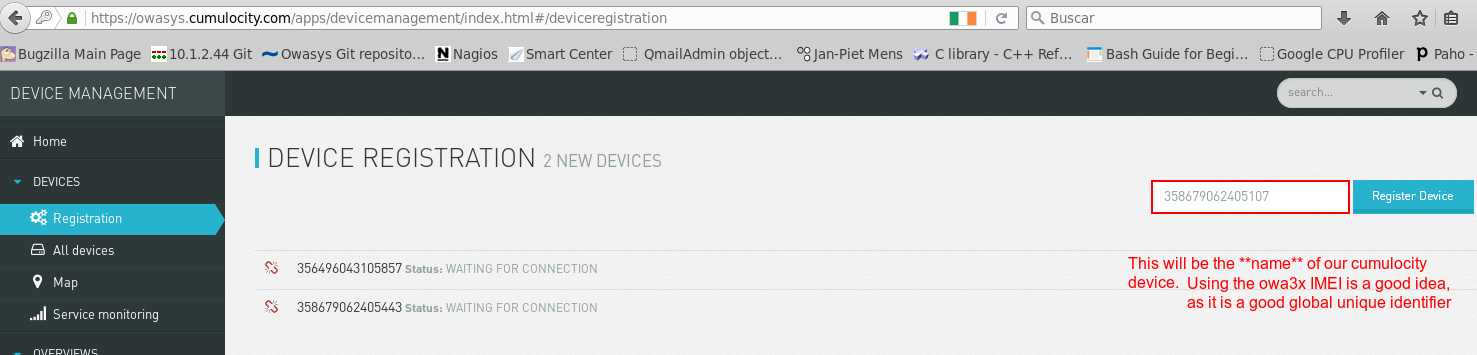 https://owasys.cumulocity.com/apps/devicemanagement/index.html#/deviceregistration
Buscar
Bugzilla Main Page 10.1.2.44 Git Owasys Git reposito... Nagios Smart Center QmailAdmin object... Jan-Piet Mens C library - C++ Ref... Bash Guide for Begi... Google CPU Profiler Paho -
DEVICE MANAGEMENT
search...
Home
DEVICES
Registration
All devices
Map
Service monitoring
OVERVIEWS
DEVICE REGISTRATION 2 NEW DEVICES
358679062405107 Register Device
356496043105857 Status: WAITING FOR CONNECTION
358679062405443 Status: WAITING FOR CONNECTION
This will be the **name** of our cumulocity
device. Using the owa3x IMEI is a good idea,
as it is a good global unique identifier